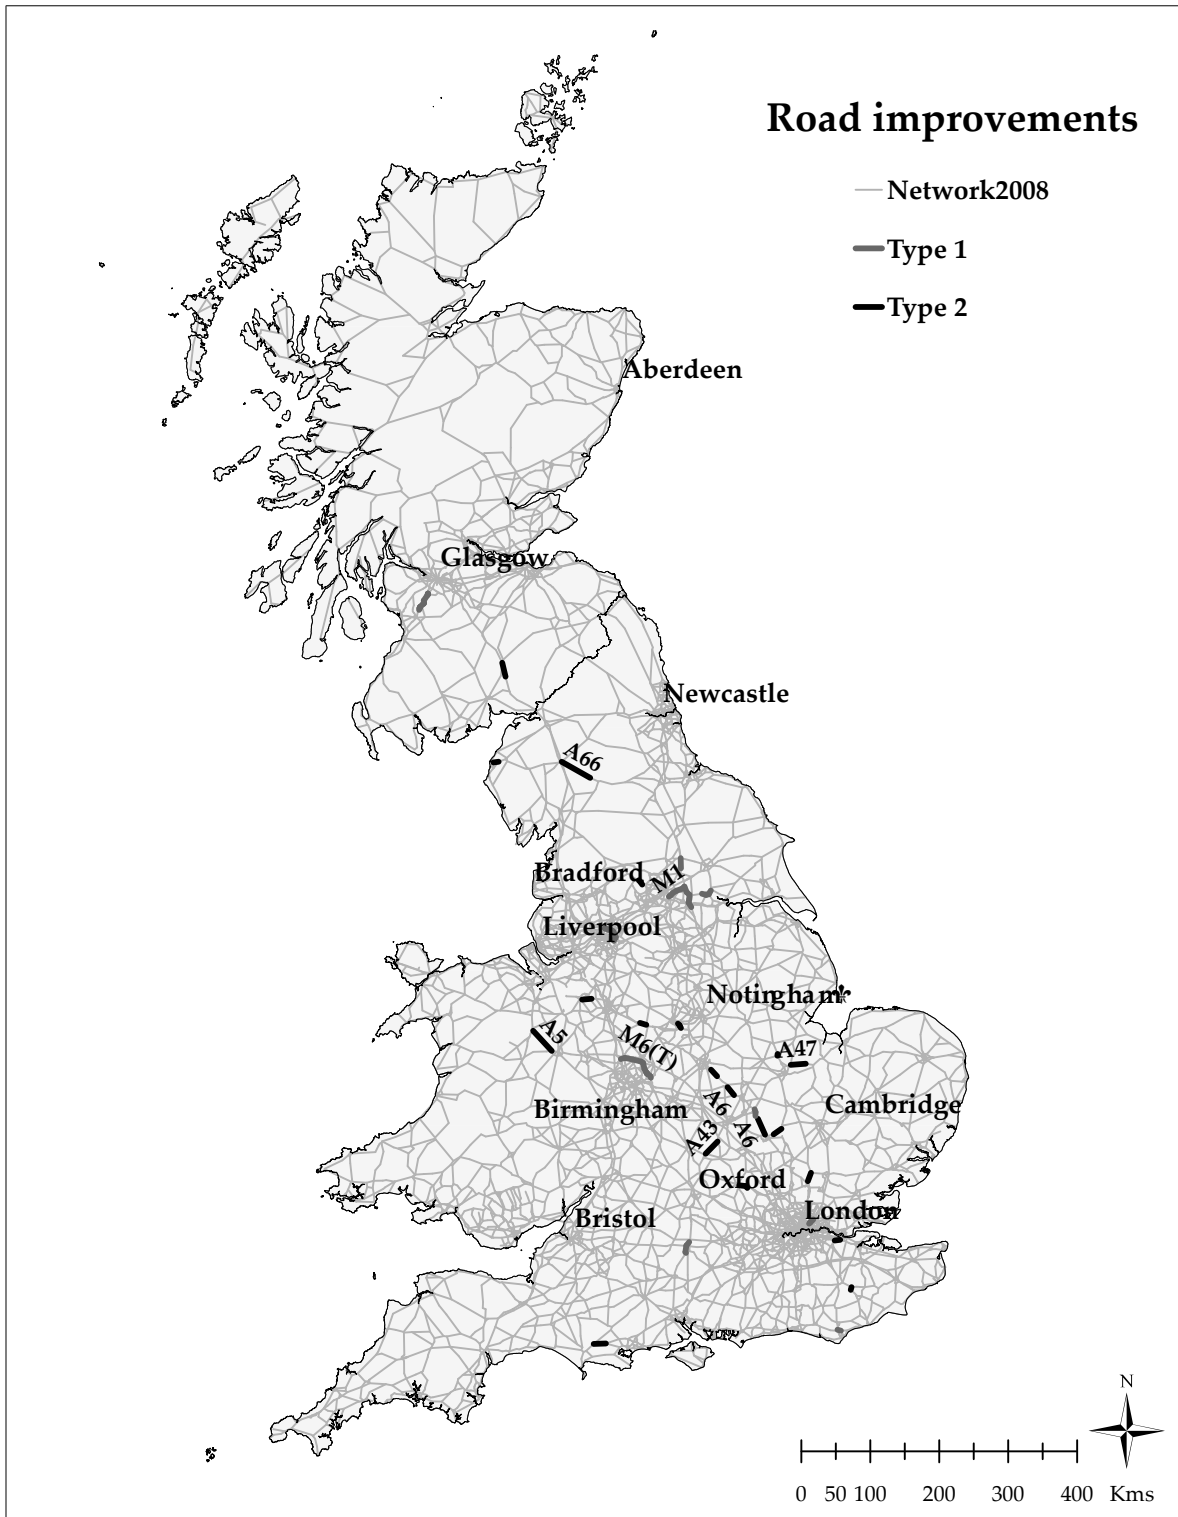 Road improvements
Network2008
Type 1
Type 2
Aberdeen
Glasgow
Newcastle
A66
Bradford
M1
Liverpool
Notingham
A5
M6(T)
A47
Birmingham
A6
A6
Cambridge
A43
Oxford
London
Bristol
N
0 50 100 200 300 400 Kms